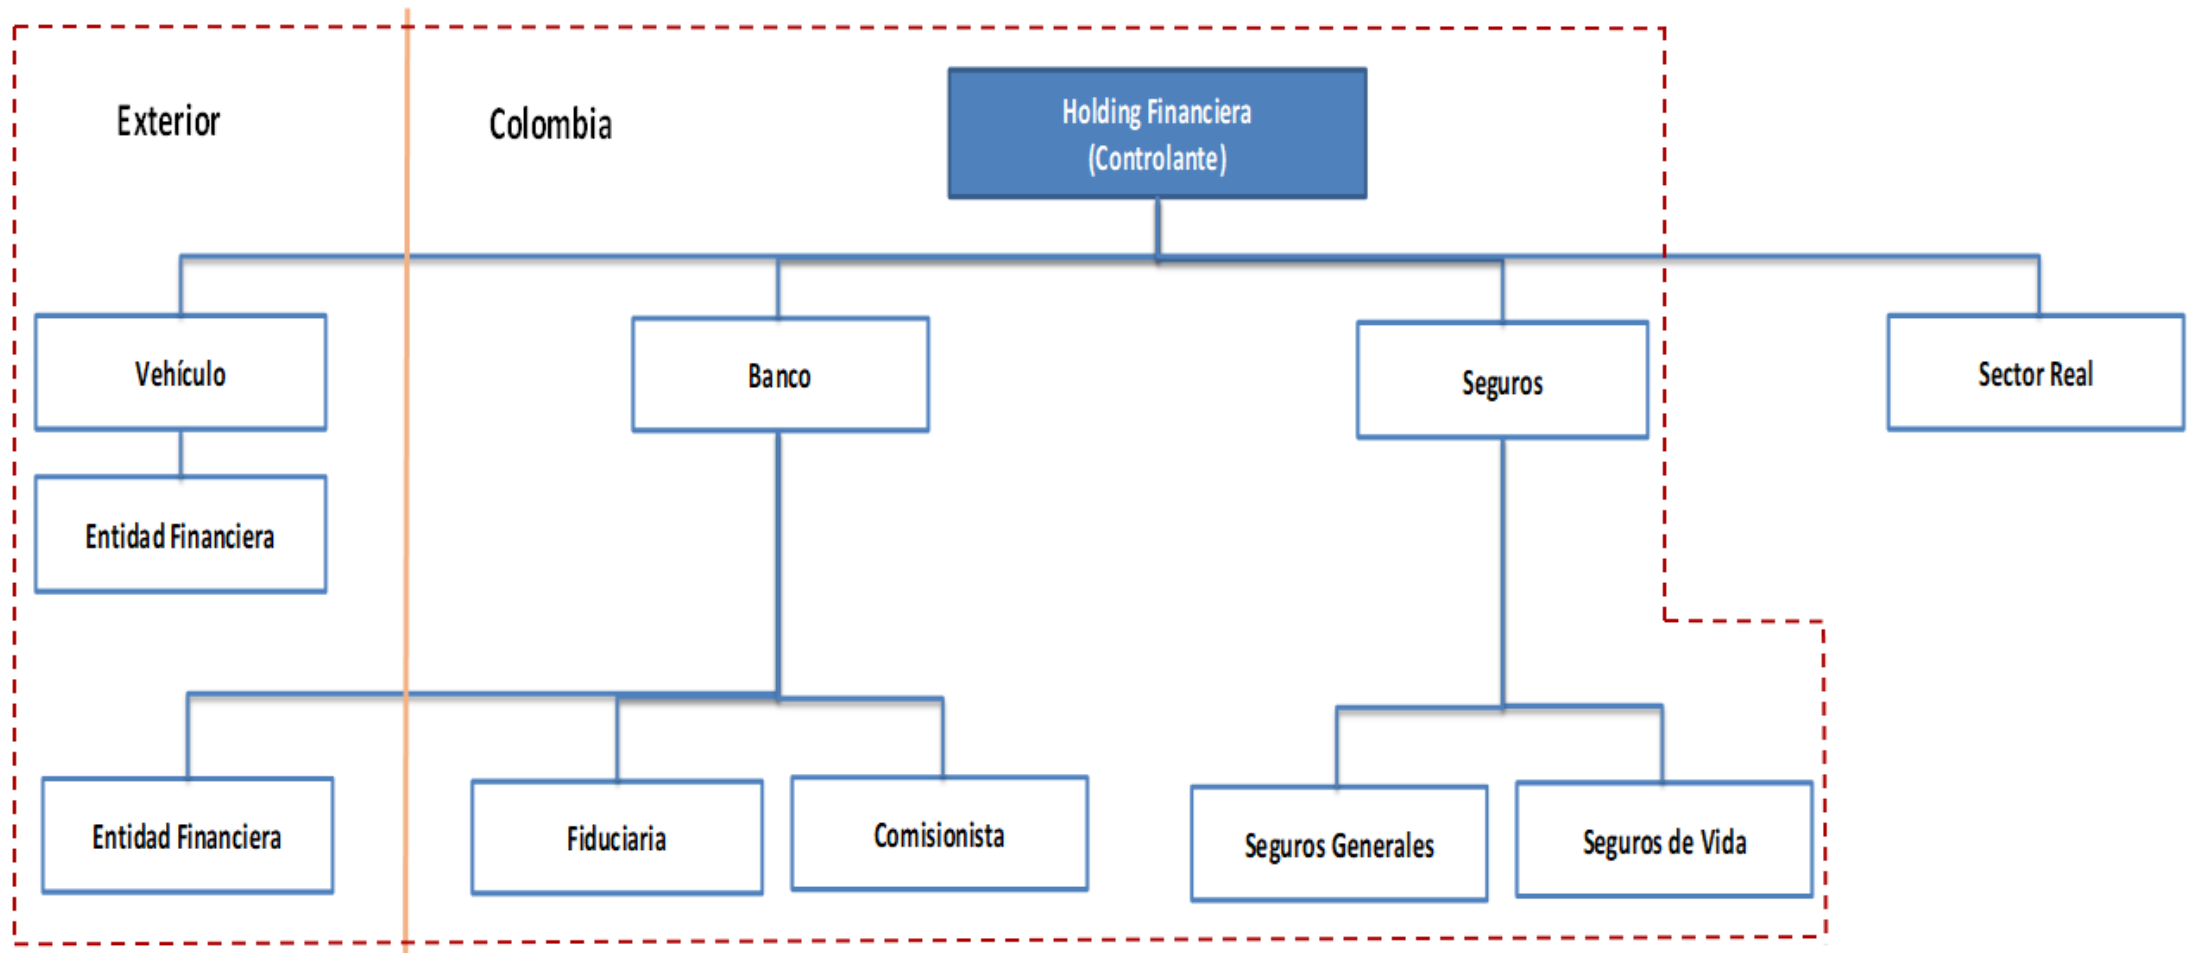 Exterior
Colombia
Holding Financiera
(Controlante)
Vehículo
Banco
Seguros
Sector Real
Entidad Financiera
Entidad Financiera
Fiduciaria
Comisionista
Seguros Generales
Seguros de Vida